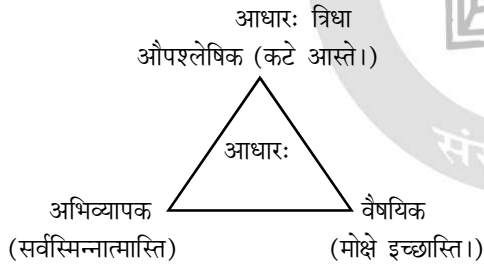 आधारः त्रिधा
औपश्लेषिक (कटे आस्ते।)
आधारः
अभिव्यापक
वैषयिक
(सर्वस्मिन्नात्मास्ति)
(मोक्षे इच्छास्ति।)